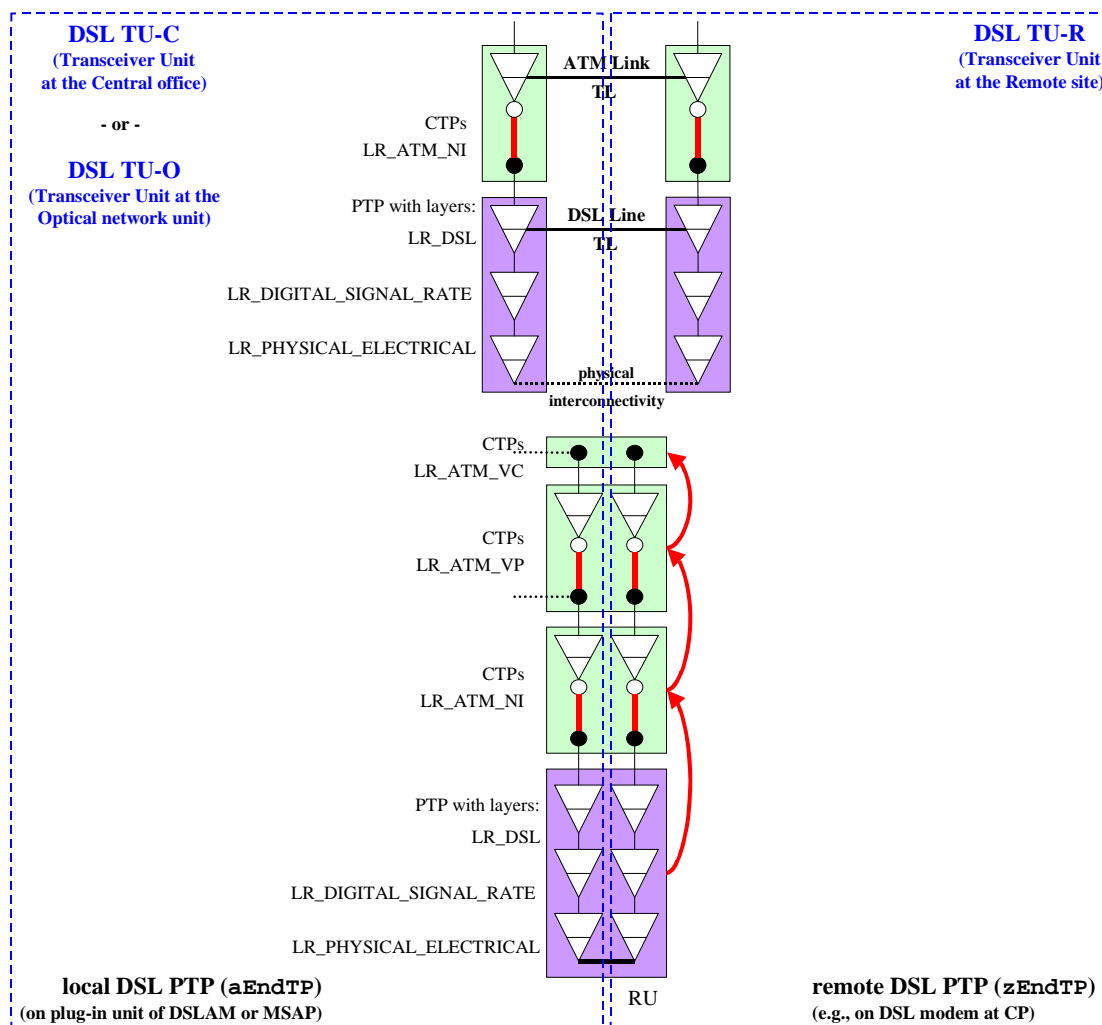 DSL TU-C
(Transceiver Unit
at the Central office)
- or -
DSL TU-O
(Transceiver Unit at the
Optical network unit)
DSL TU-R
(Transceiver Unit
at the Remote site)
ATM Link
TL
CTPs
LR_ATM_NI
PTP with layers:
LR_DSL
DSL Line
TL
LR_DIGITAL_SIGNAL_RATE
LR_PHYSICAL_ELECTRICAL
physical
interconnectivity
CTPs
LR_ATM_VC
CTPs
LR_ATM_VP
CTPs
LR_ATM_NI
PTP with layers:
LR_DSL
LR_DIGITAL_SIGNAL_RATE
LR_PHYSICAL_ELECTRICAL
RU
local DSL PTP (aEndTP)
(on plug-in unit of DSLAM or MSAP)
remote DSL PTP (zEndTP)
(e.g., on DSL modem at CP)